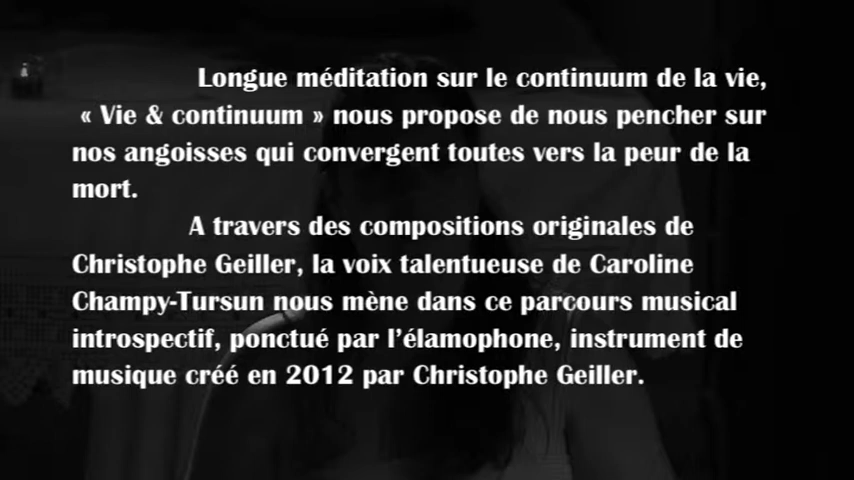 Longue méditation sur le continuum de la vie,
« Vie & continuum » nous propose de nous pencher sur
nos angoisses qui convergent toutes vers la peur de la
mort.
A travers des compositions originales de
Christophe Geiller, la voix talentueuse de Caroline
Champy-Tursun nous mène dans ce parcours musical
introspectif, ponctué par l’élamophone, instrument de
musique créé en 2012 par Christophe Geiller.